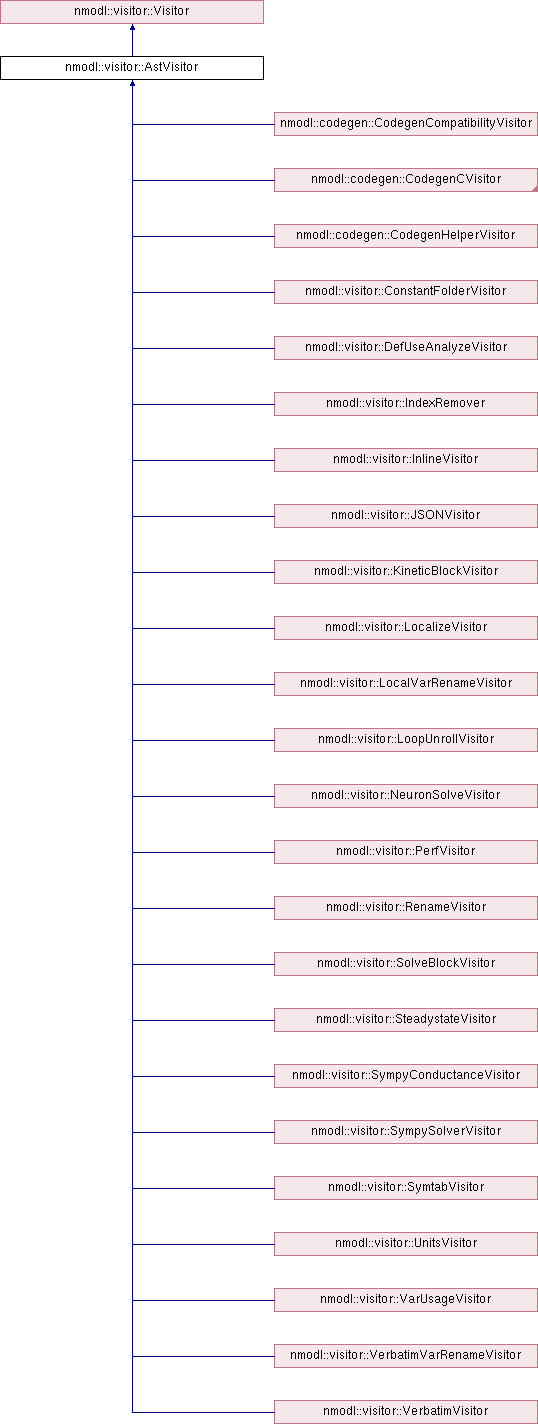 nmodl::visitor::Visitor
nmodl::visitor::AstVisitor
nmodl::codegen::CodegenCompatibilityVisitor
nmodl::codegen::CodegenCVisitor
nmodl::codegen::CodegenHelperVisitor
nmodl::visitor::ConstantFolderVisitor
nmodl::visitor::DefUseAnalyzeVisitor
nmodl::visitor::IndexRemover
nmodl::visitor::InlineVisitor
nmodl::visitor::JSONVisitor
nmodl::visitor::KineticBlockVisitor
nmodl::visitor::LocalizeVisitor
nmodl::visitor::LocalVarRenameVisitor
nmodl::visitor::LoopUnrollVisitor
nmodl::visitor::NeuronSolveVisitor
nmodl::visitor::PerfVisitor
nmodl::visitor::RenameVisitor
nmodl::visitor::SolveBlockVisitor
nmodl::visitor::SteadystateVisitor
nmodl::visitor::SympyConductanceVisitor
nmodl::visitor::SympySolverVisitor
nmodl::visitor::SymtabVisitor
nmodl::visitor::UnitsVisitor
nmodl::visitor::VarUsageVisitor
nmodl::visitor::VerbatimVarRenameVisitor
nmodl::visitor::VerbatimVisitor